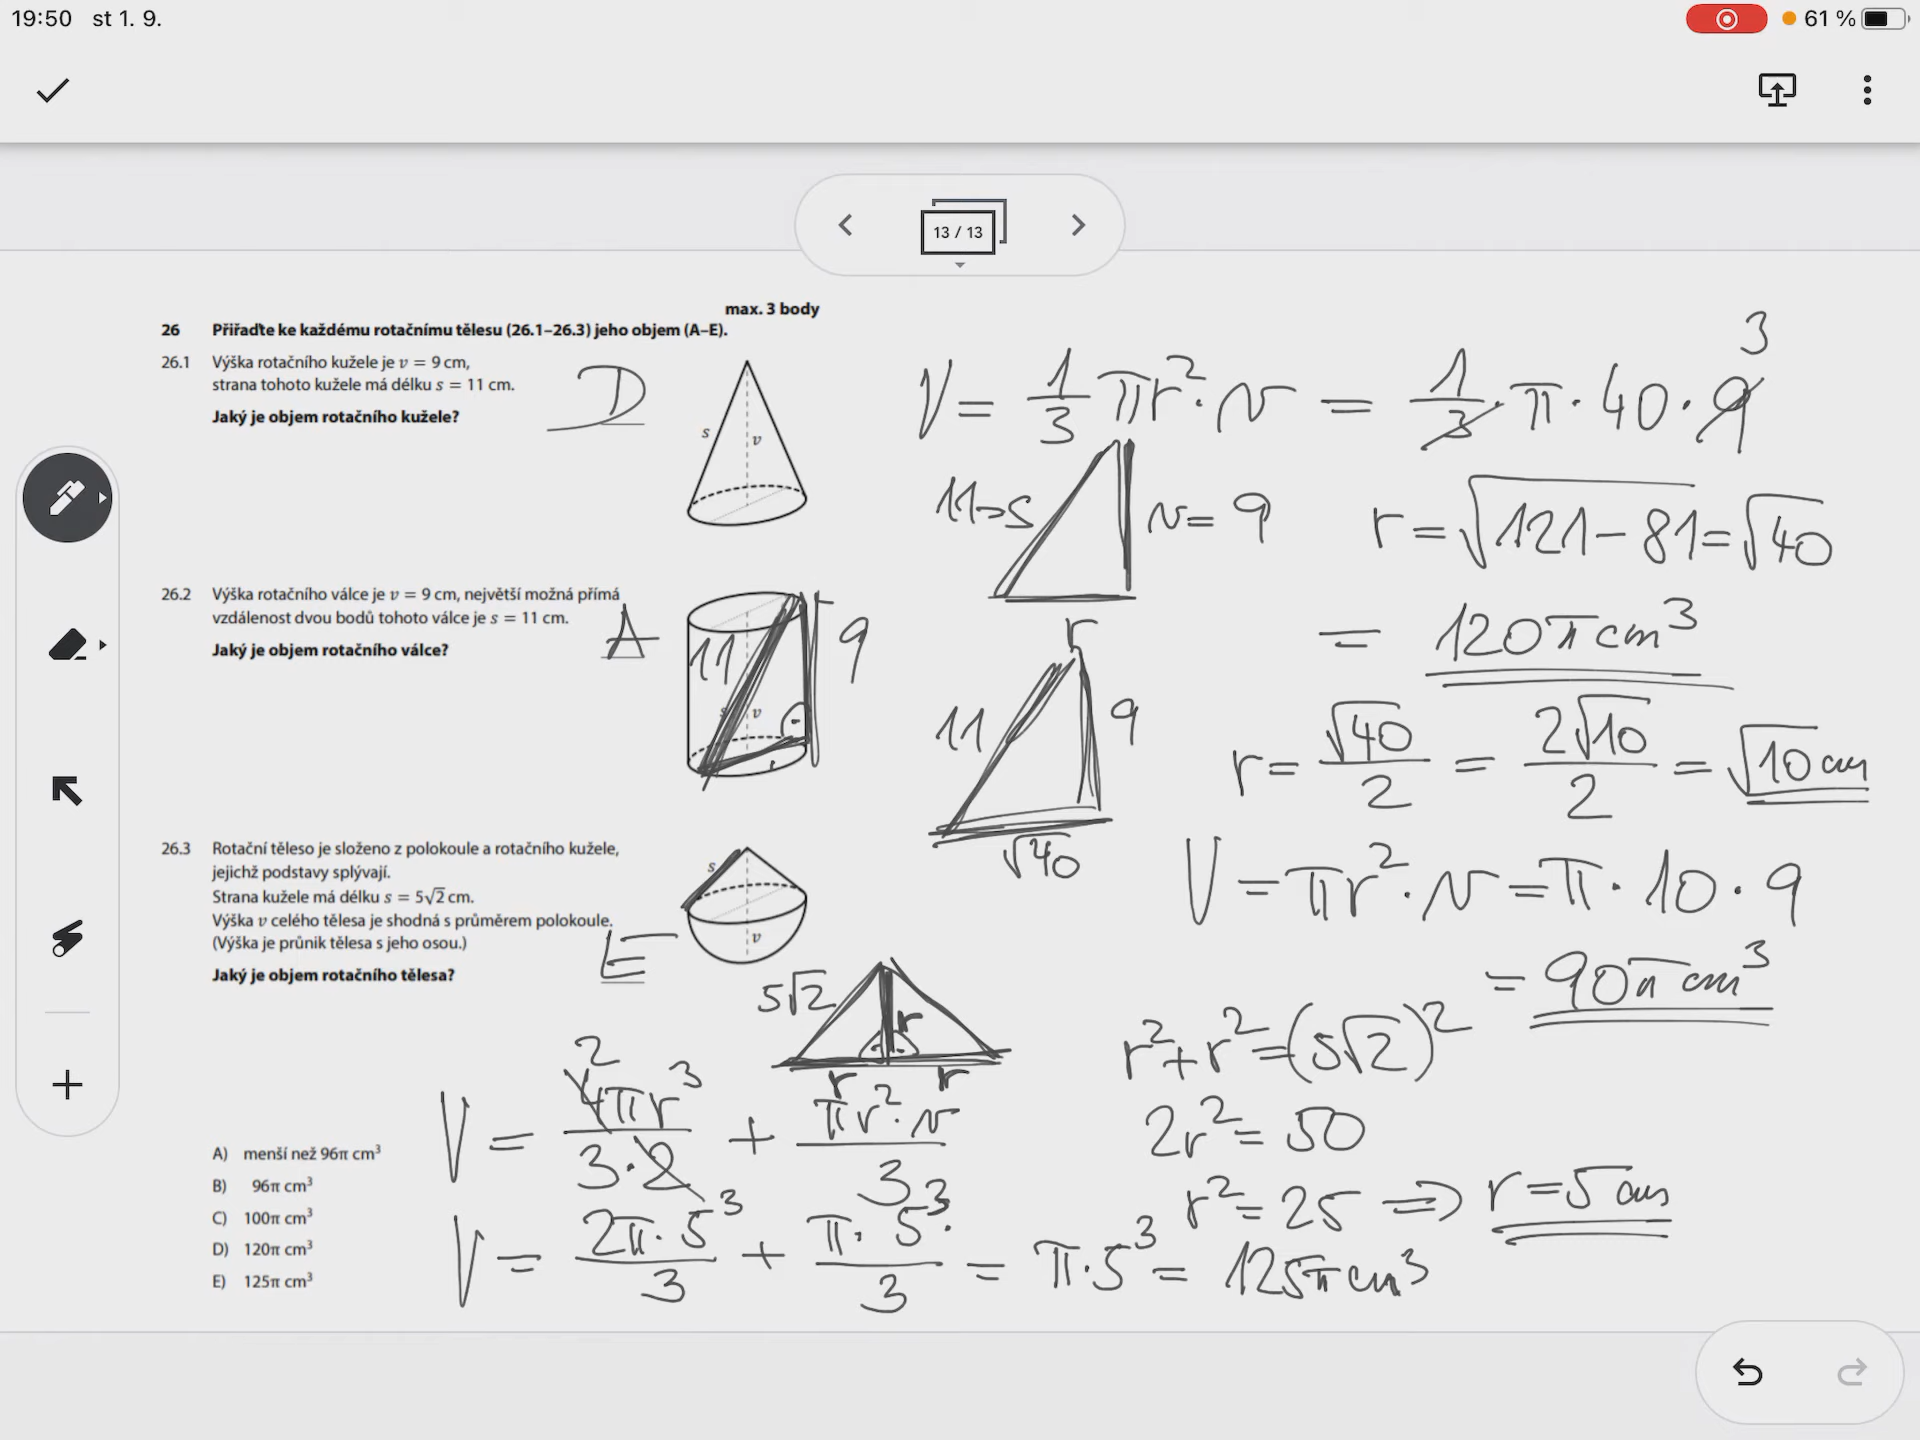 19:50 st 1. 9.
61 %
13 / 13
max. 3 body
26 Přiřaďte ke každému rotačnímu tělesu (26.1–26.3) jeho objem (A–E).
26.1 Výška rotačního kužele je v = 9 cm,
strana tohoto kužele má délku s = 11 cm.
Jaký je objem rotačního kužele?
D
s
v
V = 1/3 πr²·v = 1/3·π·40·9
3
11=s
v=9
r=√121-81=√40
= 120π cm³
26.2 Výška rotačního válce je v = 9 cm, největší možná přímá
vzdálenost dvou bodů tohoto válce je s = 11 cm.
Jaký je objem rotačního válce?
A
11
9
s
v
r
11
9
√40
r= √40/2 = 2√10/2 = √10 cm
V=πr²·v=π·10·9
= 90π cm³
26.3 Rotační těleso je složeno z polokoule a rotačního kužele,
jejichž podstavy splývají.
Strana kužele má délku s = 5√2 cm.
Výška v celého tělesa je shodná s průměrem polokoule.
(Výška je průnik tělesa s jeho osou.)
Jaký je objem rotačního tělesa?
E
s
v
5√2
r
r
r
r²+r²=(5√2)²
2r²=50
r²=25 ⇒ r=5cm
2
V = 4πr³/3·2 + πr²·v/3
V = 2π·5³/3 + π·5³/3 = π·5³ = 125π cm³
A) menší než 96π cm³
B) 96π cm³
C) 100π cm³
D) 120π cm³
E) 125π cm³